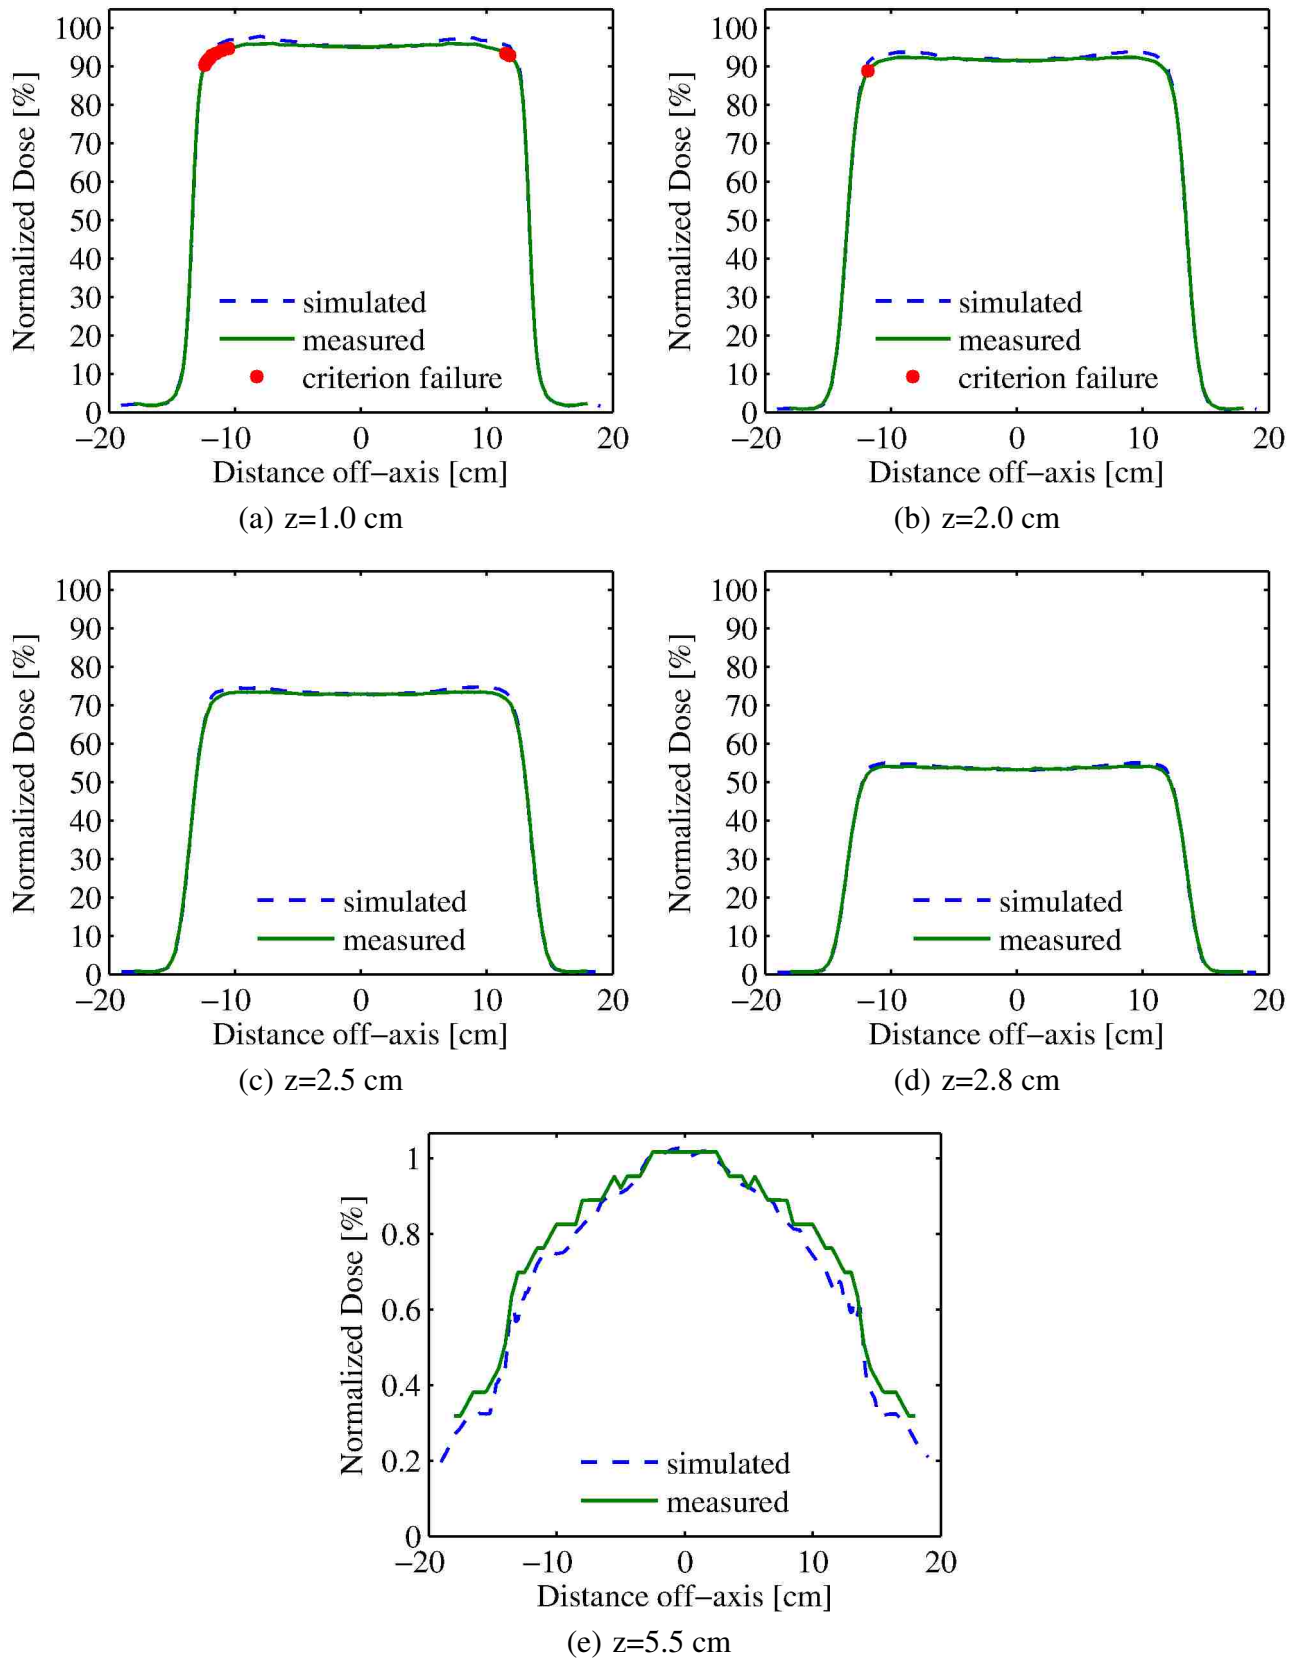 100
90
80
70
60
50
40
30
20
10
0
Normalized Dose [%]
simulated
measured
criterion failure
−20 −10 0 10 20
Distance off−axis [cm]
(a) z=1.0 cm
100
90
80
70
60
50
40
30
20
10
0
Normalized Dose [%]
simulated
measured
criterion failure
−20 −10 0 10 20
Distance off−axis [cm]
(b) z=2.0 cm
100
90
80
70
60
50
40
30
20
10
0
Normalized Dose [%]
simulated
measured
−20 −10 0 10 20
Distance off−axis [cm]
(c) z=2.5 cm
100
90
80
70
60
50
40
30
20
10
0
Normalized Dose [%]
simulated
measured
−20 −10 0 10 20
Distance off−axis [cm]
(d) z=2.8 cm
1
0.8
0.6
0.4
0.2
0
Normalized Dose [%]
simulated
measured
−20 −10 0 10 20
Distance off−axis [cm]
(e) z=5.5 cm